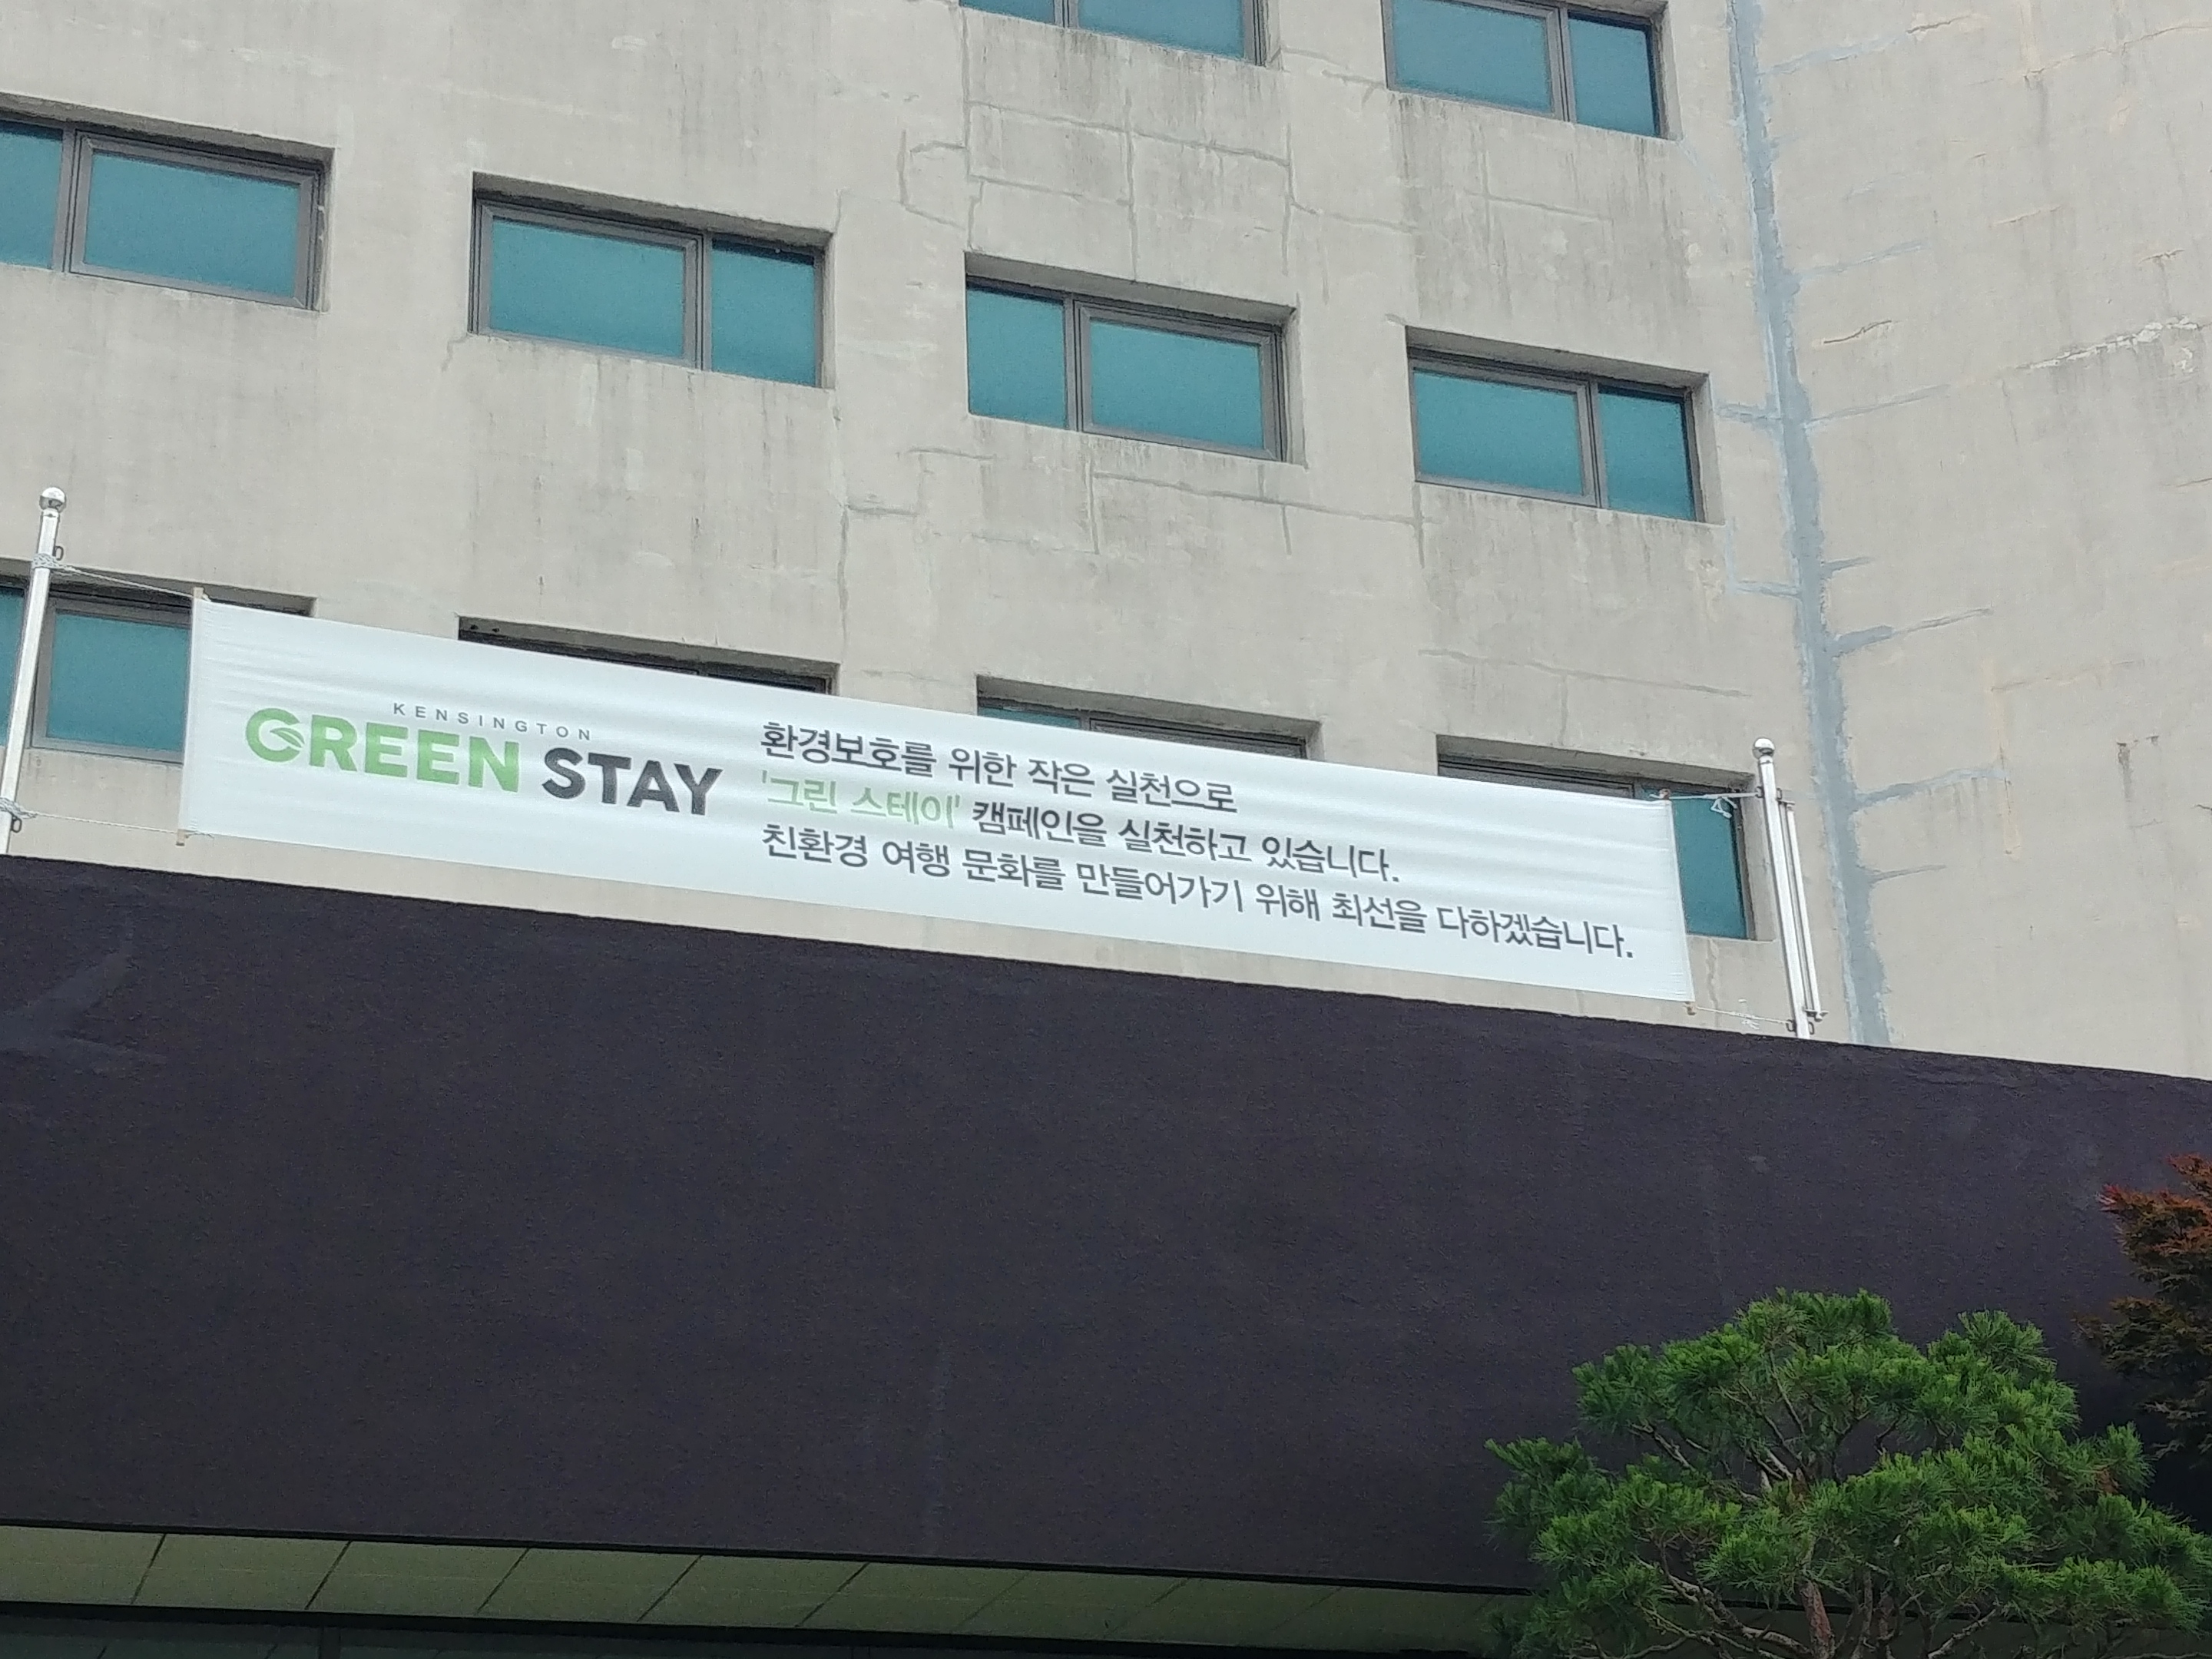 KENSINGTON
GREEN STAY
환경보호를 위한 작은 실천으로
'그린 스테이' 캠페인을 실천하고 있습니다.
친환경 여행 문화를 만들어가기 위해 최선을 다하겠습니다.